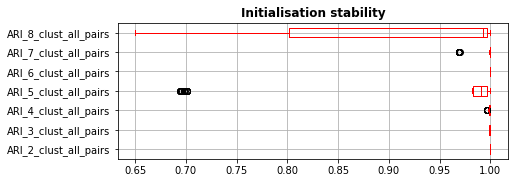 Initialisation stability
ARI_8_clust_all_pairs
ARI_7_clust_all_pairs
ARI_6_clust_all_pairs
ARI_5_clust_all_pairs
ARI_4_clust_all_pairs
ARI_3_clust_all_pairs
ARI_2_clust_all_pairs
0.65 0.70 0.75 0.80 0.85 0.90 0.95 1.00